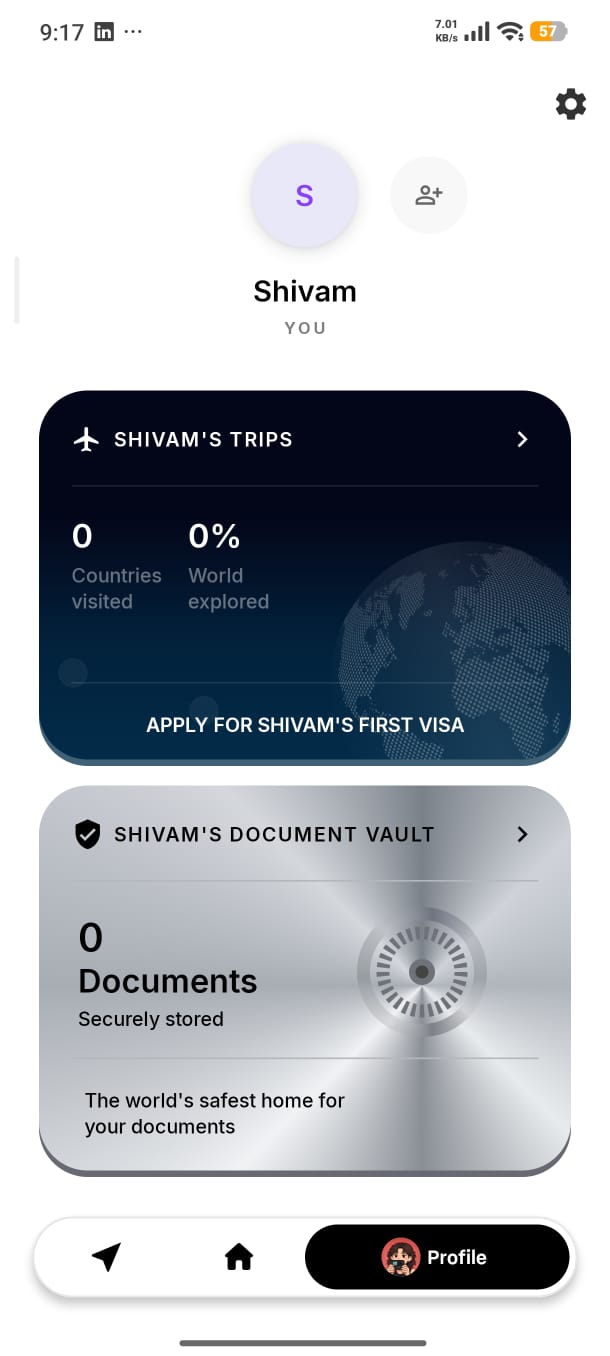 9:17 in ···
7.01
KB/s
57
S
Shivam
YOU
SHIVAM'S TRIPS
0 0%
Countries World
visited explored
APPLY FOR SHIVAM'S FIRST VISA
SHIVAM'S DOCUMENT VAULT
0
Documents
Securely stored
The world's safest home for
your documents
Profile